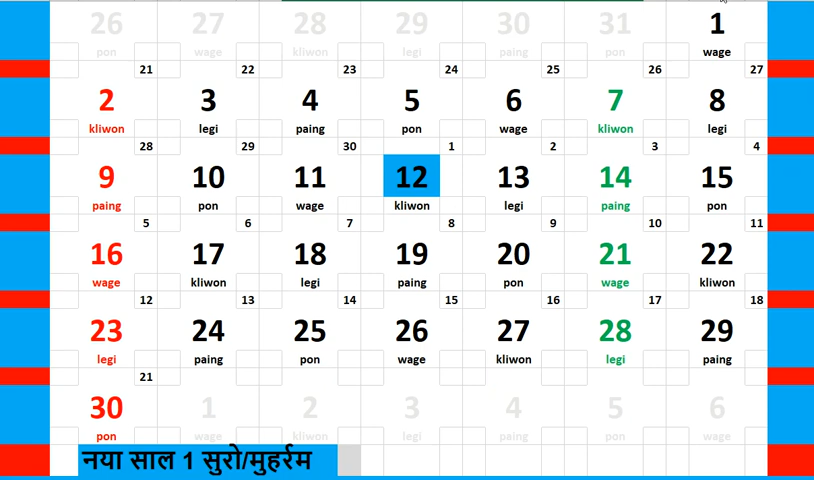 26 27 28 29 30 31 1
pon wage kliwon legi paing pon wage
21 22 23 24 25 26 27
2 3 4 5 6 7 8
kliwon legi paing pon wage kliwon legi
28 29 30 1 2 3 4
9 10 11 12 13 14 15
paing pon wage kliwon legi paing pon
5 6 7 8 9 10 11
16 17 18 19 20 21 22
wage kliwon legi paing pon wage kliwon
12 13 14 15 16 17 18
23 24 25 26 27 28 29
legi paing pon wage kliwon legi paing
21
30 1 2 3 4 5 6
pon wage kliwon legi paing pon wage
नया साल 1 सुरो/मुहर्रम